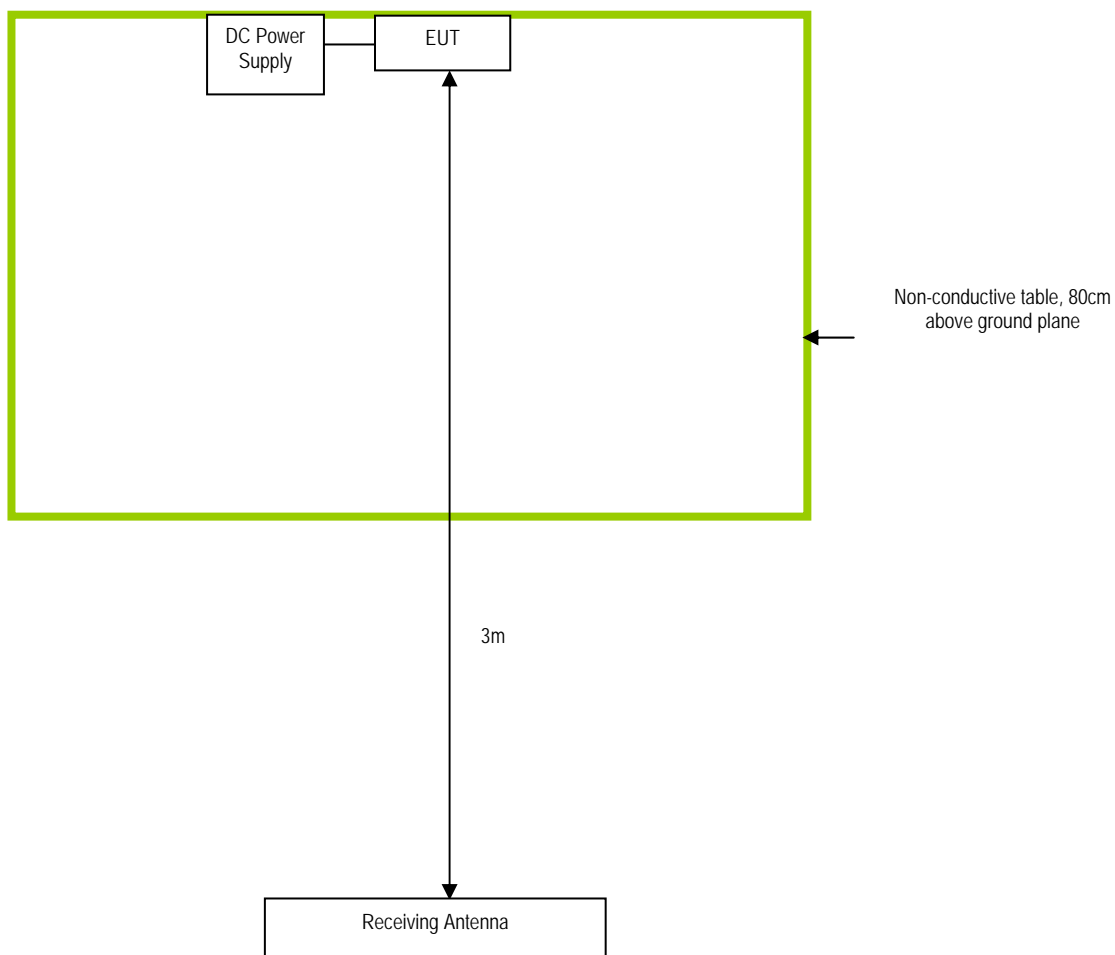 DC Power
Supply
EUT
Non-conductive table, 80cm
above ground plane
3m
Receiving Antenna